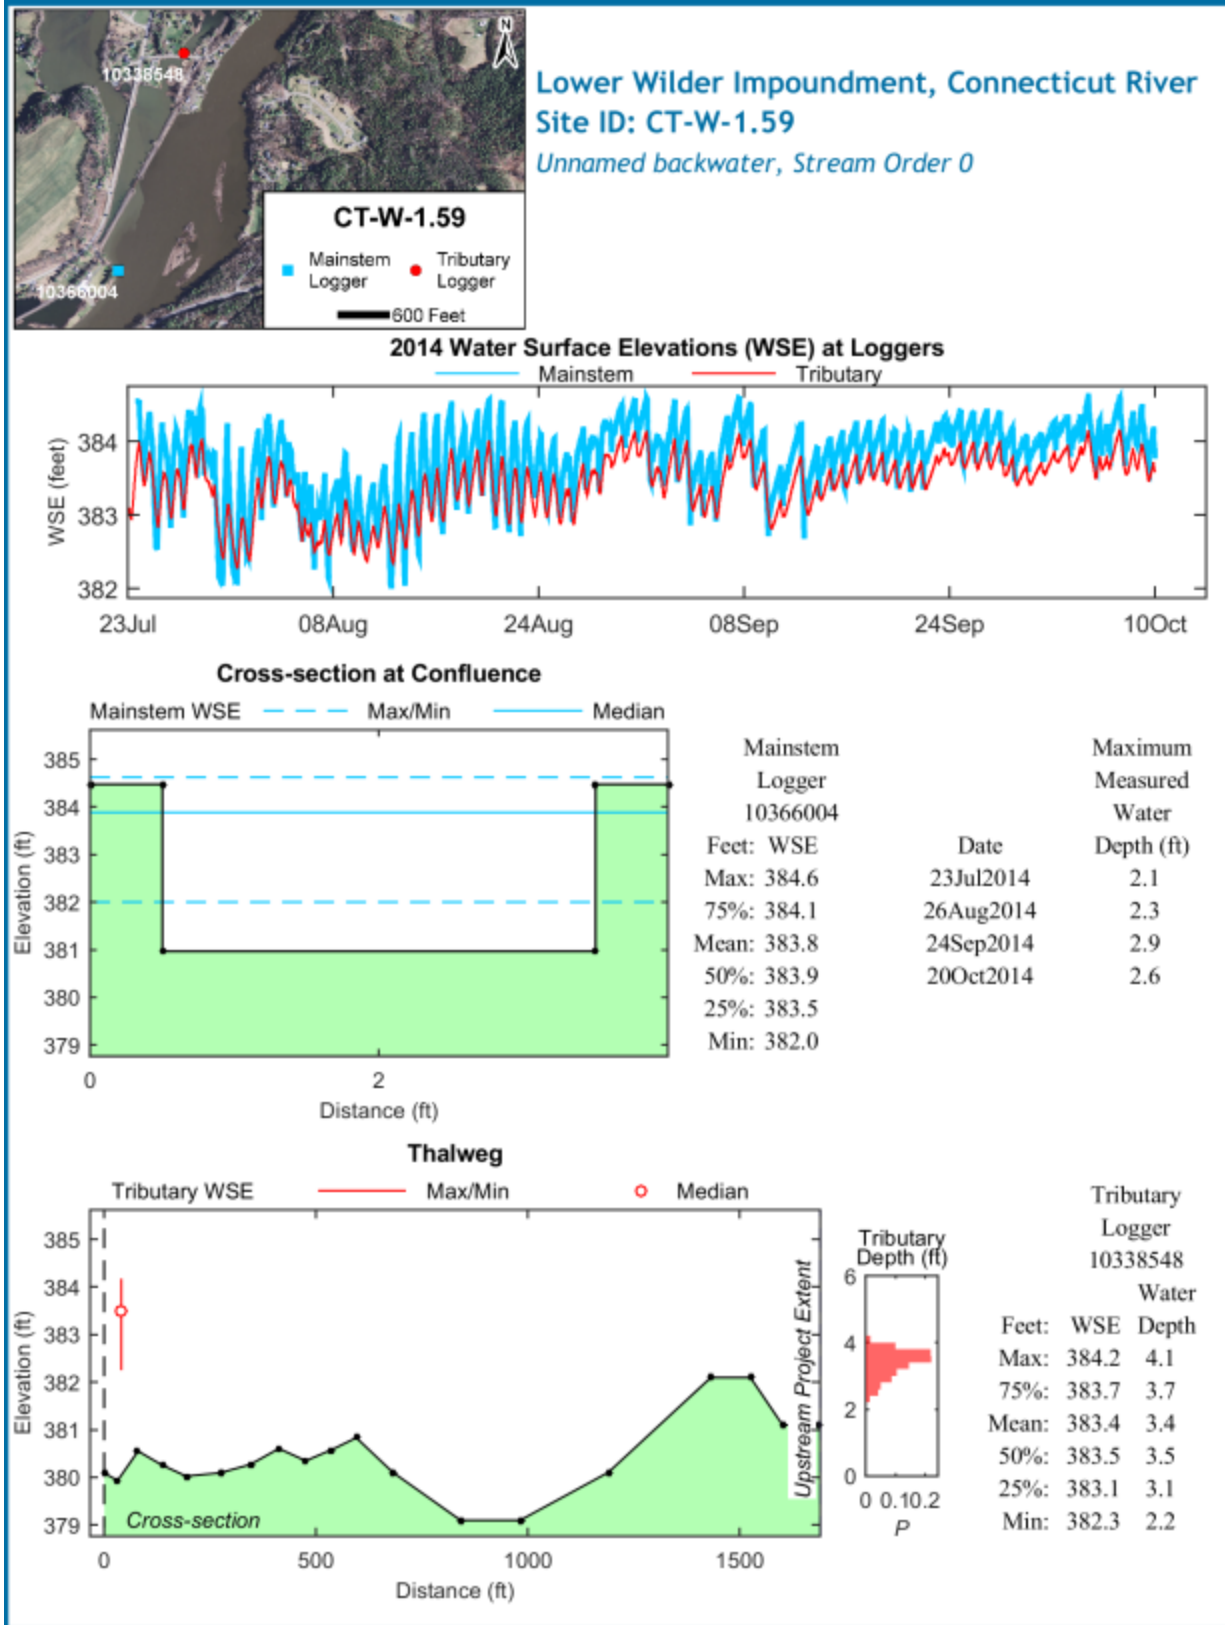 N
10338548
10366004
CT-W-1.59
Mainstem Logger
Tributary Logger
600 Feet
Lower Wilder Impoundment, Connecticut River
Site ID: CT-W-1.59
Unnamed backwater, Stream Order 0
2014 Water Surface Elevations (WSE) at Loggers
Mainstem Tributary
WSE (feet)
384
383
382
23Jul 08Aug 24Aug 08Sep 24Sep 10Oct
Cross-section at Confluence
Mainstem WSE Max/Min Median
Elevation (ft)
385
384
383
382
381
380
379
0 2
Distance (ft)
Mainstem
Logger
10366004
Feet: WSE
Max: 384.6
75%: 384.1
Mean: 383.8
50%: 383.9
25%: 383.5
Min: 382.0
Maximum
Measured
Water
Date Depth (ft)
23Jul2014 2.1
26Aug2014 2.3
24Sep2014 2.9
20Oct2014 2.6
Thalweg
Tributary WSE Max/Min Median
Elevation (ft)
385
384
383
382
381
380
379
Cross-section
Upstream Project Extent
0 500 1000 1500
Distance (ft)
Tributary
Depth (ft)
6
4
2
0
0 0.1 0.2
P
Tributary
Logger
10338548
Water
Feet: WSE Depth
Max: 384.2 4.1
75%: 383.7 3.7
Mean: 383.4 3.4
50%: 383.5 3.5
25%: 383.1 3.1
Min: 382.3 2.2